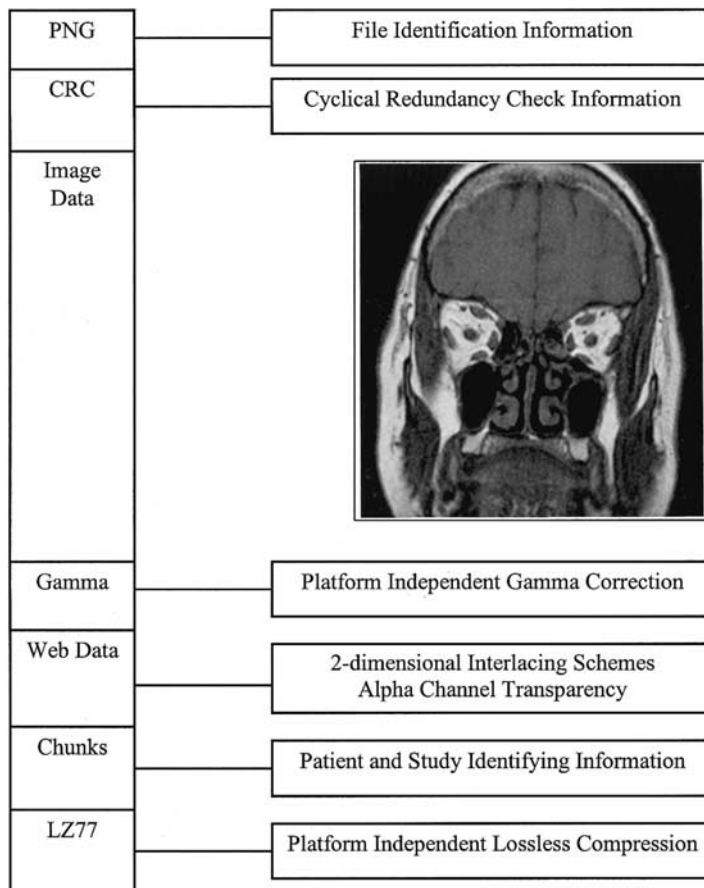 PNG
File Identification Information
CRC
Cyclical Redundancy Check Information
Image
Data
Gamma
Platform Independent Gamma Correction
Web Data
2-dimensional Interlacing Schemes
Alpha Channel Transparency
Chunks
Patient and Study Identifying Information
LZ77
Platform Independent Lossless Compression